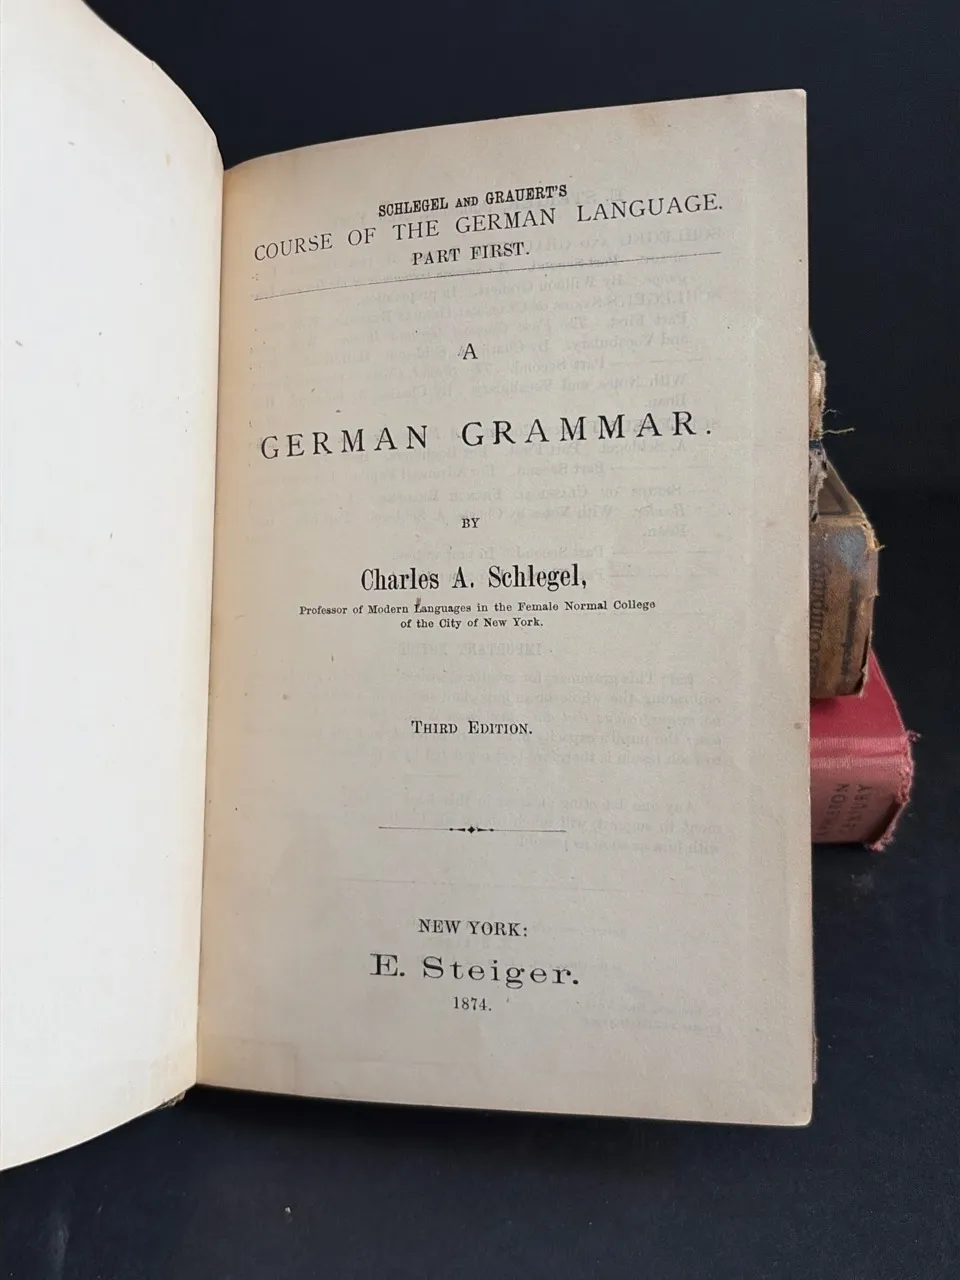 SCHLEGEL AND GRAUERT'S
COURSE OF THE GERMAN LANGUAGE.
PART FIRST.
A
GERMAN GRAMMAR.
BY
Charles A. Schlegel,
Professor of Modern Languages in the Female Normal College
of the City of New York.
THIRD EDITION.
NEW YORK:
E. Steiger.
1874.
Company